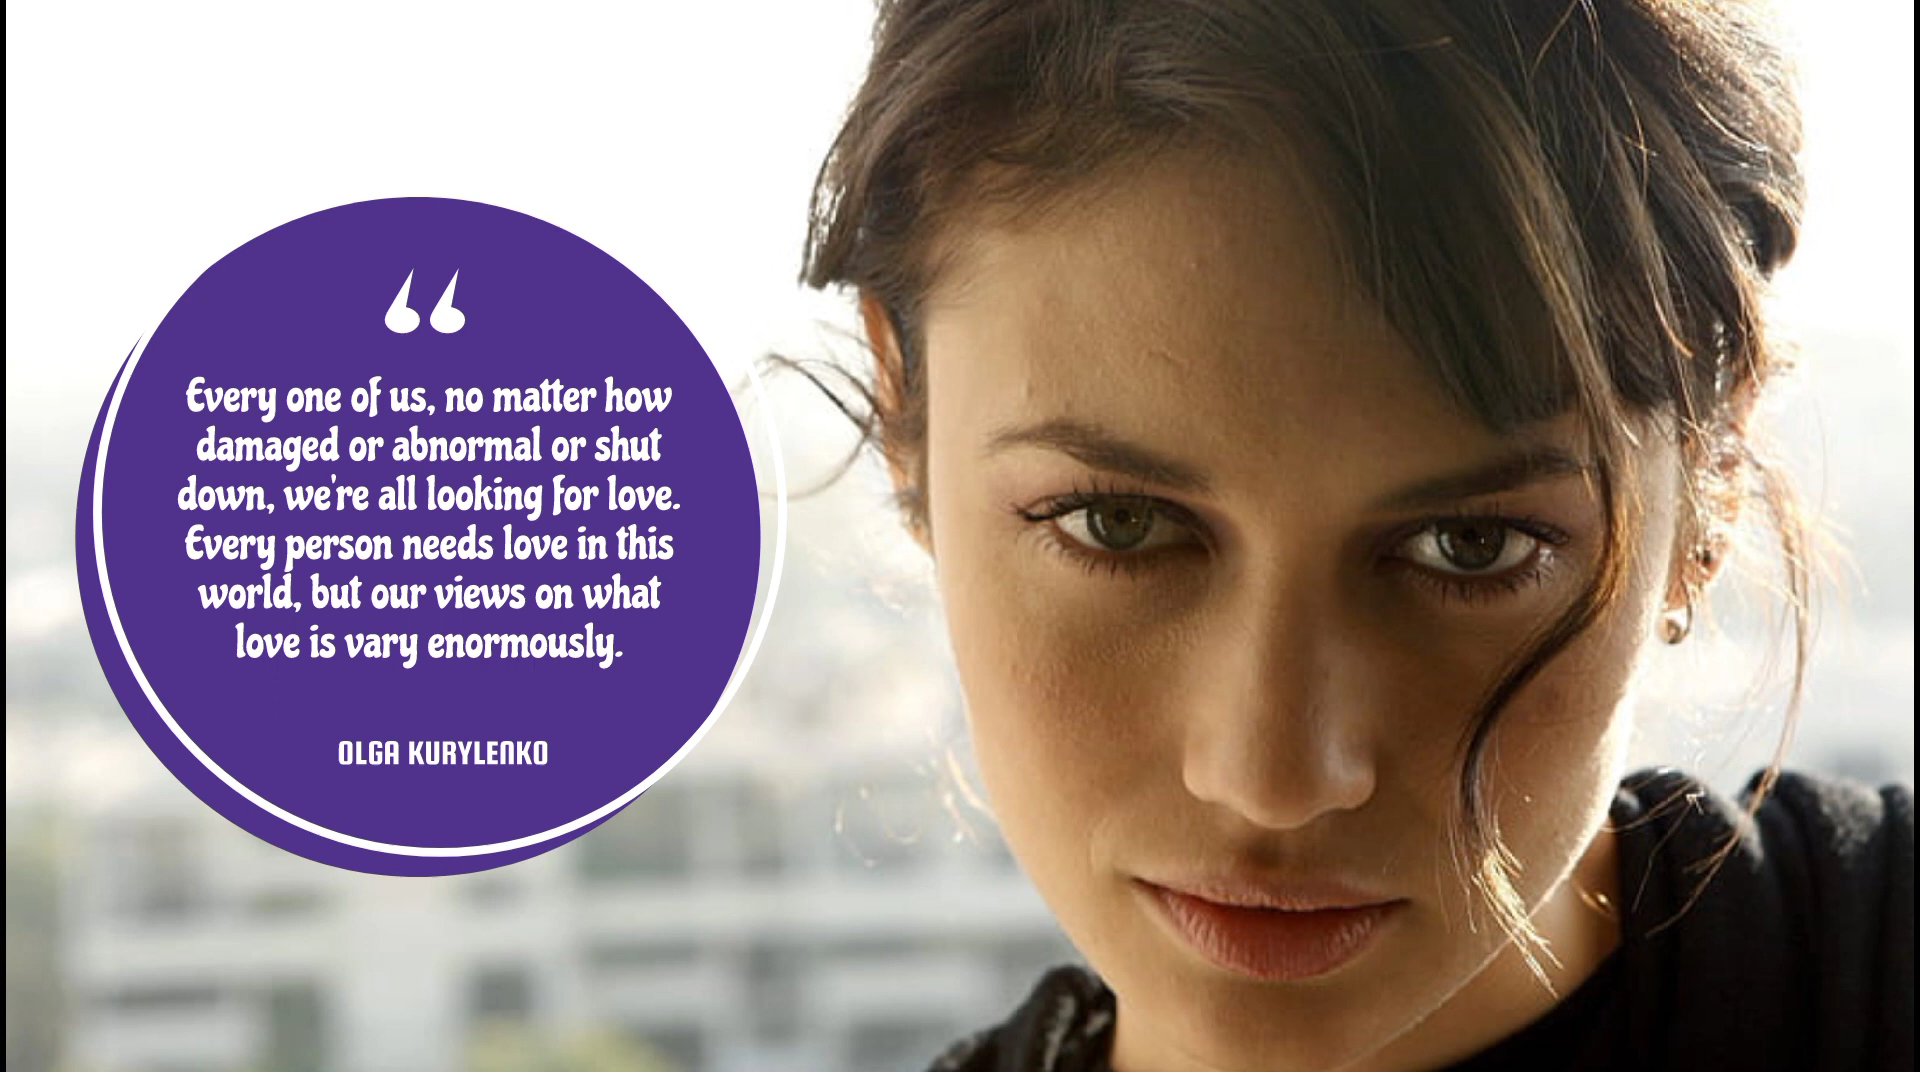 “
Every one of us, no matter how
damaged or abnormal or shut
down, we're all looking for love.
Every person needs love in this
world, but our views on what
love is vary enormously.
OLGA KURYLENKO